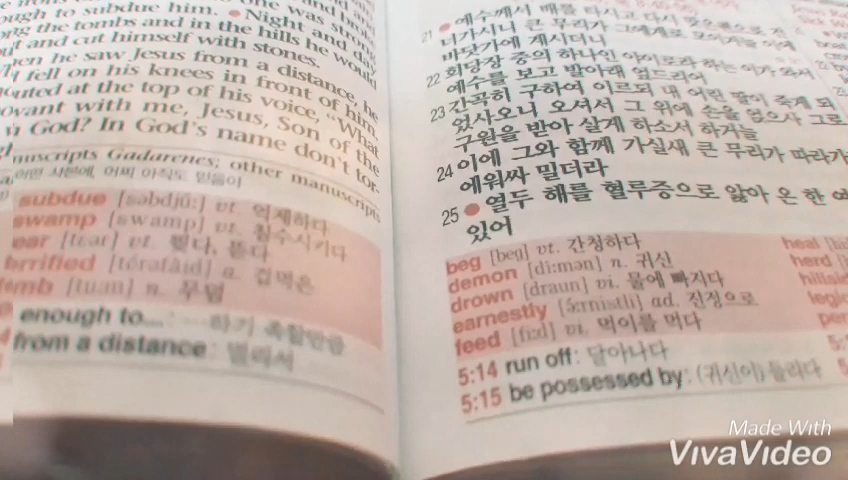 ough to subdue him. ● Night and day
ong the tombs and in the hills he would
and cut himself with stones.
en he saw Jesus from a distance, he
fell on his knees in front of him.
outed at the top of his voice, "What
want with me, Jesus, Son of the
God? In God's name don't tor-
nuscripts Gadarenes; other manuscripts
subdue [səbdjú:] vt. 억제하다
swamp [swamp] vt. 침수시키다
ear [tɛər] vt. 찢다, 뜯다
errified [térəfàid] a. 겁먹은
omb [tu:m] n. 무덤
enough to...: …하기 족할만큼
from a distance: 멀리서
21 ● 예수께서 배를 타시고 다시
너가시니 큰 무리가 그에게로 모이거늘 이에
바닷가에 계시더니
22 회당장 중의 하나인 야이로라 하는 이가 와서
예수를 보고 발아래 엎드리어
23 간곡히 구하여 이르되 내 어린 딸이 죽게 되
었사오니 오셔서 그 위에 손을 얹으사 그로
구원을 받아 살게 하소서 하거늘
24 이에 그와 함께 가실새 큰 무리가 따라가
에워싸 밀더라
25 ● 열두 해를 혈루증으로 앓아 온 한 여
있어
beg [beg] vt. 간청하다
demon [dí:mən] n. 귀신
drown [draun] vi. 물에 빠지다
earnestly [ə́:rnistli] ad. 진정으로
feed [fi:d] vi. 먹이를 먹다
5:14 run off: 달아나다
5:15 be possessed by: (귀신이) 들리다
heal
herd
hillsid
legio
Made With
VivaVideo